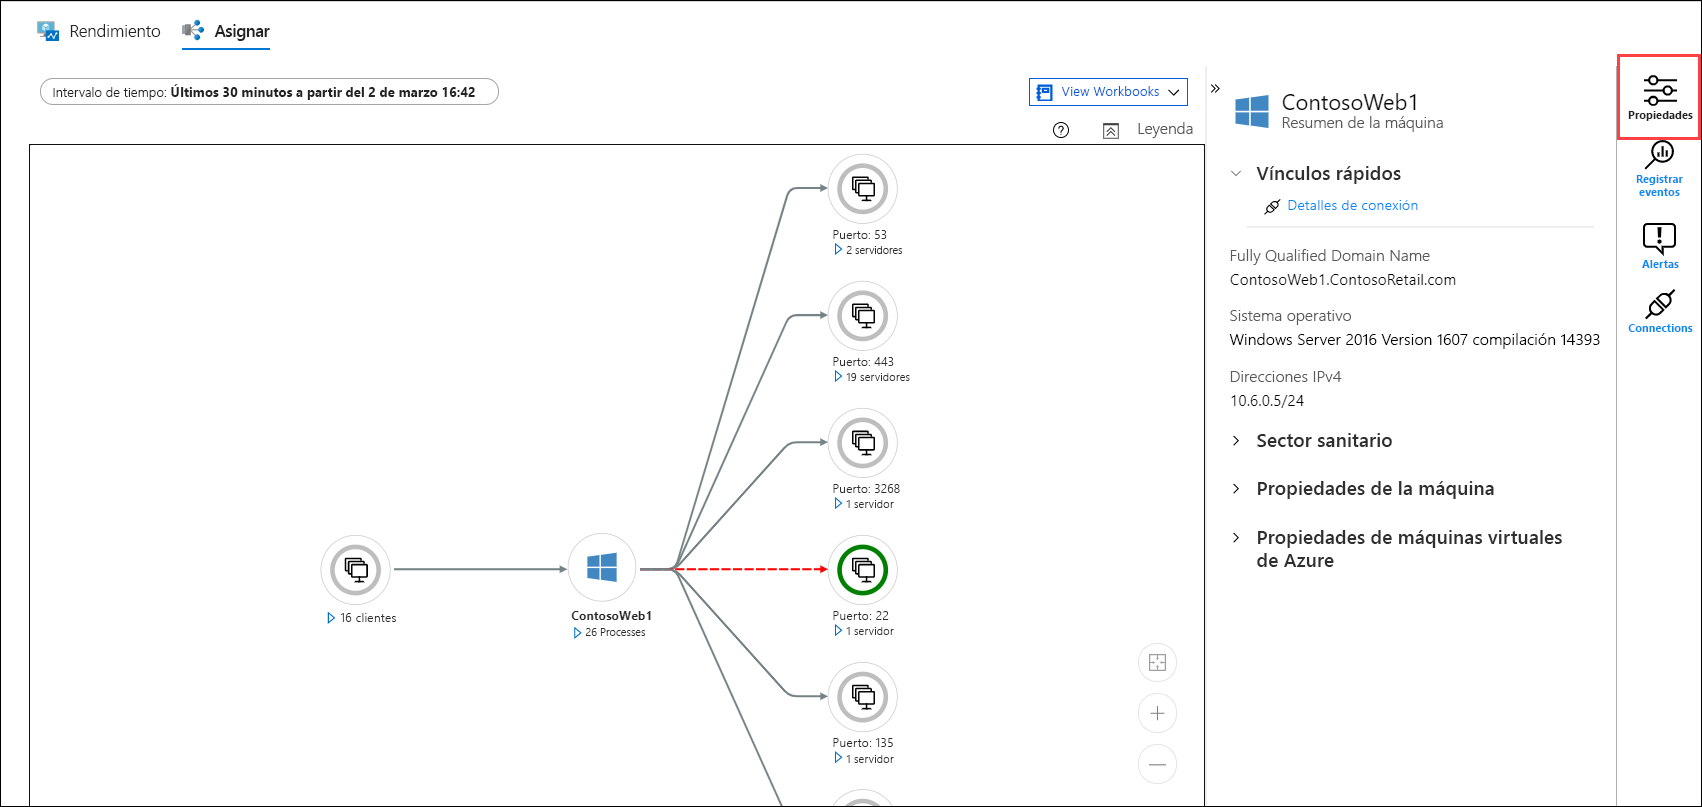 Rendimiento
Asignar
Intervalo de tiempo: Últimos 30 minutos a partir del 2 de marzo 16:42
View Workbooks
Leyenda
Puerto: 53
2 servidores
Puerto: 443
19 servidores
Puerto: 3268
1 servidor
16 clientes
ContosoWeb1
26 Processes
Puerto: 22
1 servidor
Puerto: 135
1 servidor
ContosoWeb1
Resumen de la máquina
Vínculos rápidos
Detalles de conexión
Fully Qualified Domain Name
ContosoWeb1.ContosoRetail.com
Sistema operativo
Windows Server 2016 Version 1607 compilación 14393
Direcciones IPv4
10.6.0.5/24
Sector sanitario
Propiedades de la máquina
Propiedades de máquinas virtuales
de Azure
Propiedades
Registrar
eventos
Alertas
Connections